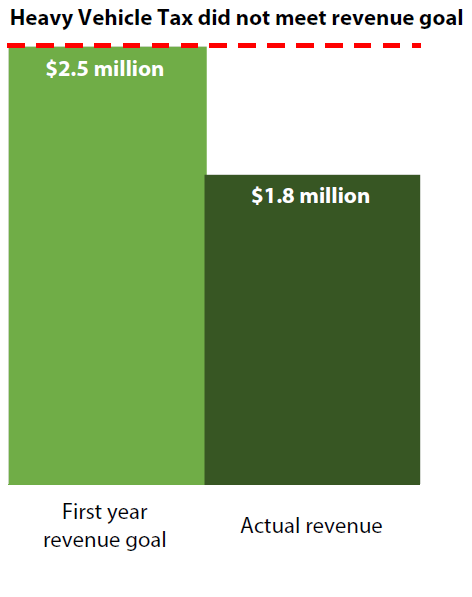 Heavy Vehicle Tax did not meet revenue goal
$2.5 million
$1.8 million
First year
revenue goal
Actual revenue